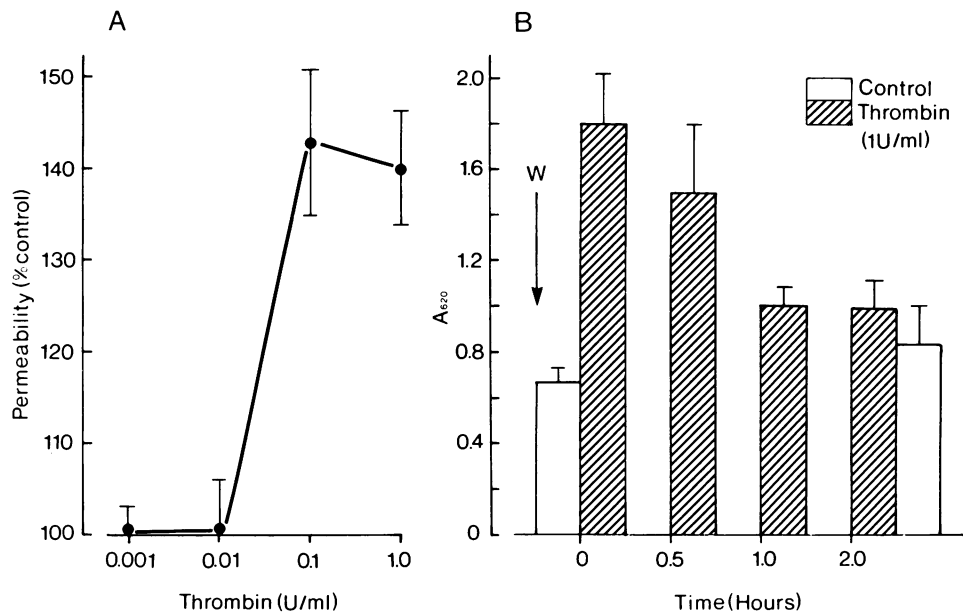 A
150
140
130
120
110
100
Permeability (% control)
0.001 0.01 0.1 1.0
Thrombin (U/ml)
B
2.0
1.6
1.2
0.8
0.4
0
A620
W
Control
Thrombin
(1U/ml)
0 0.5 1.0 2.0
Time (Hours)